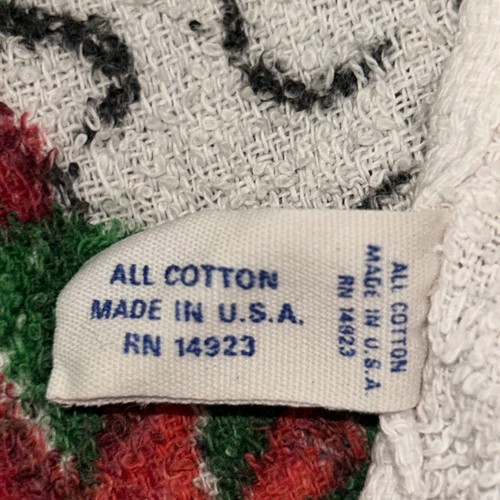 ALL COTTON
MADE IN U.S.A.
RN 14923
ALL COTTON
MADE IN U.S.A
RN 14923